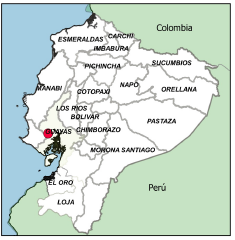 Colombia
ESMERALDAS
CARCHI
IMBABURA
PICHINCHA
SUCUMBIOS
MANABI
COTOPAXI
NAPO
ORELLANA
LOS RIOS
BOLIVAR
PASTAZA
GUAYAS
CHIMBORAZO
MORONA SANTIAGO
EL ORO
Perú
LOJA